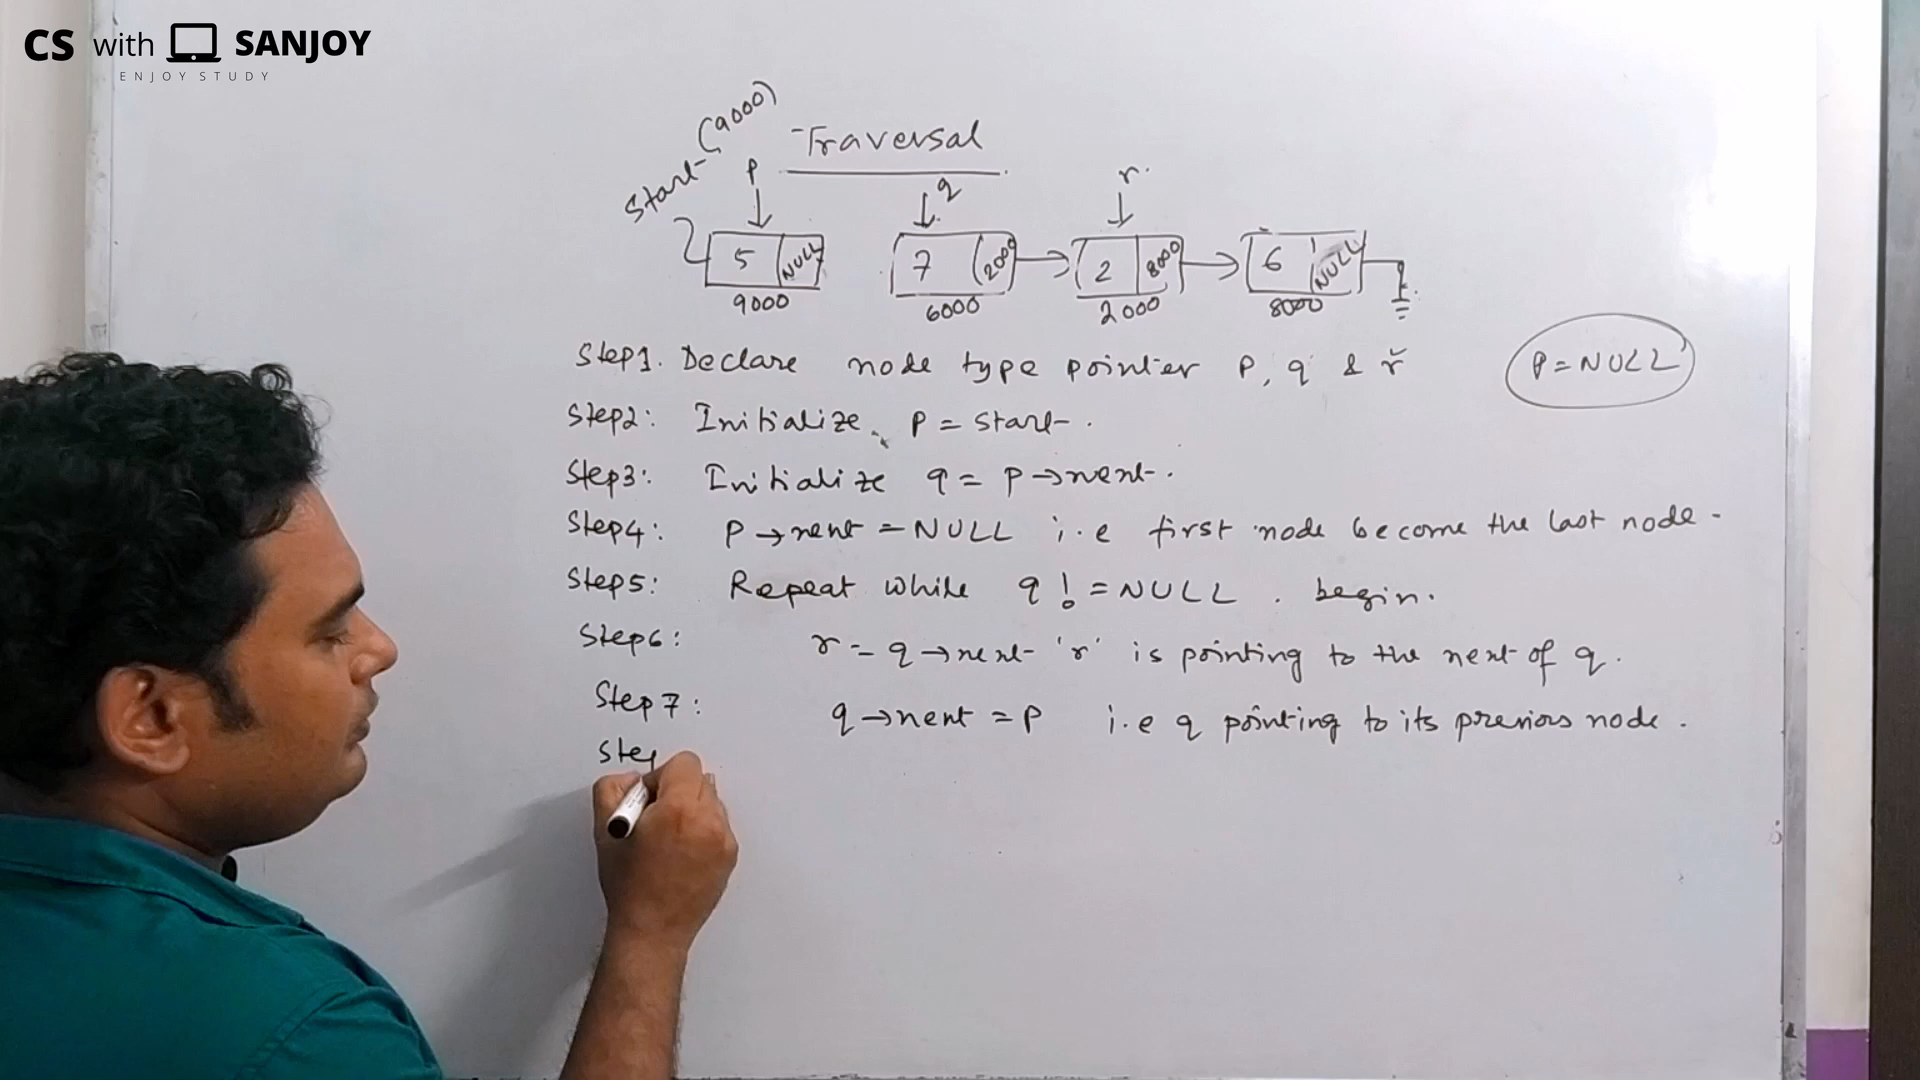 CS with SANJOY
ENJOY STUDY
Traversal
Start (9000)
p q r.
5 NULL 7 2000 2 8000 6 NULL
9000 6000 2000 8000
P = NULL
Step1. Declare node type pointer P, q & r
Step2: Initialize P = Start.
Step3: Initialize q = P→next.
Step4: P→next = NULL i.e first node become the last node.
Step5: Repeat while q != NULL. begin.
Step6: r = q→next 'r' is pointing to the next of q.
Step7: q→next = P i.e q pointing to its previous node.
Step